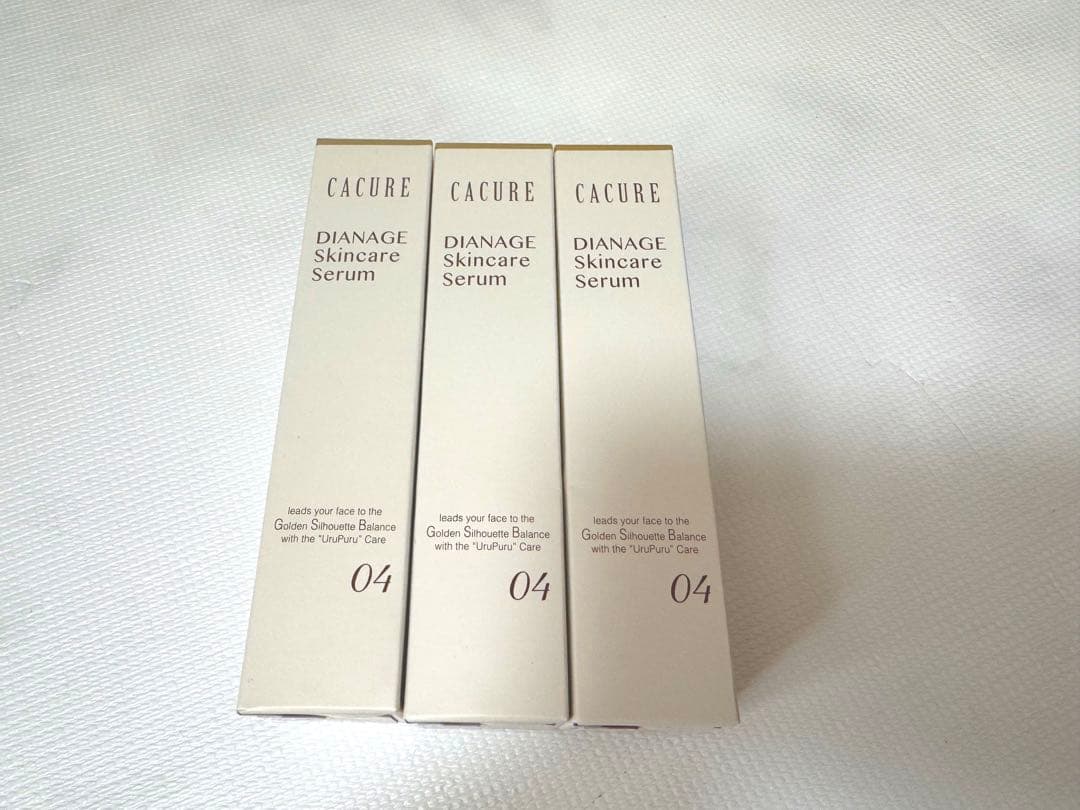 CACURE
DIANAGE
Skincare
Serum
leads your face to the
Golden Silhouette Balance
with the "UruPuru" Care
04
CACURE
DIANAGE
Skincare
Serum
leads your face to the
Golden Silhouette Balance
with the "UruPuru" Care
04
CACURE
DIANAGE
Skincare
Serum
leads your face to the
Golden Silhouette Balance
with the "UruPuru" Care
04